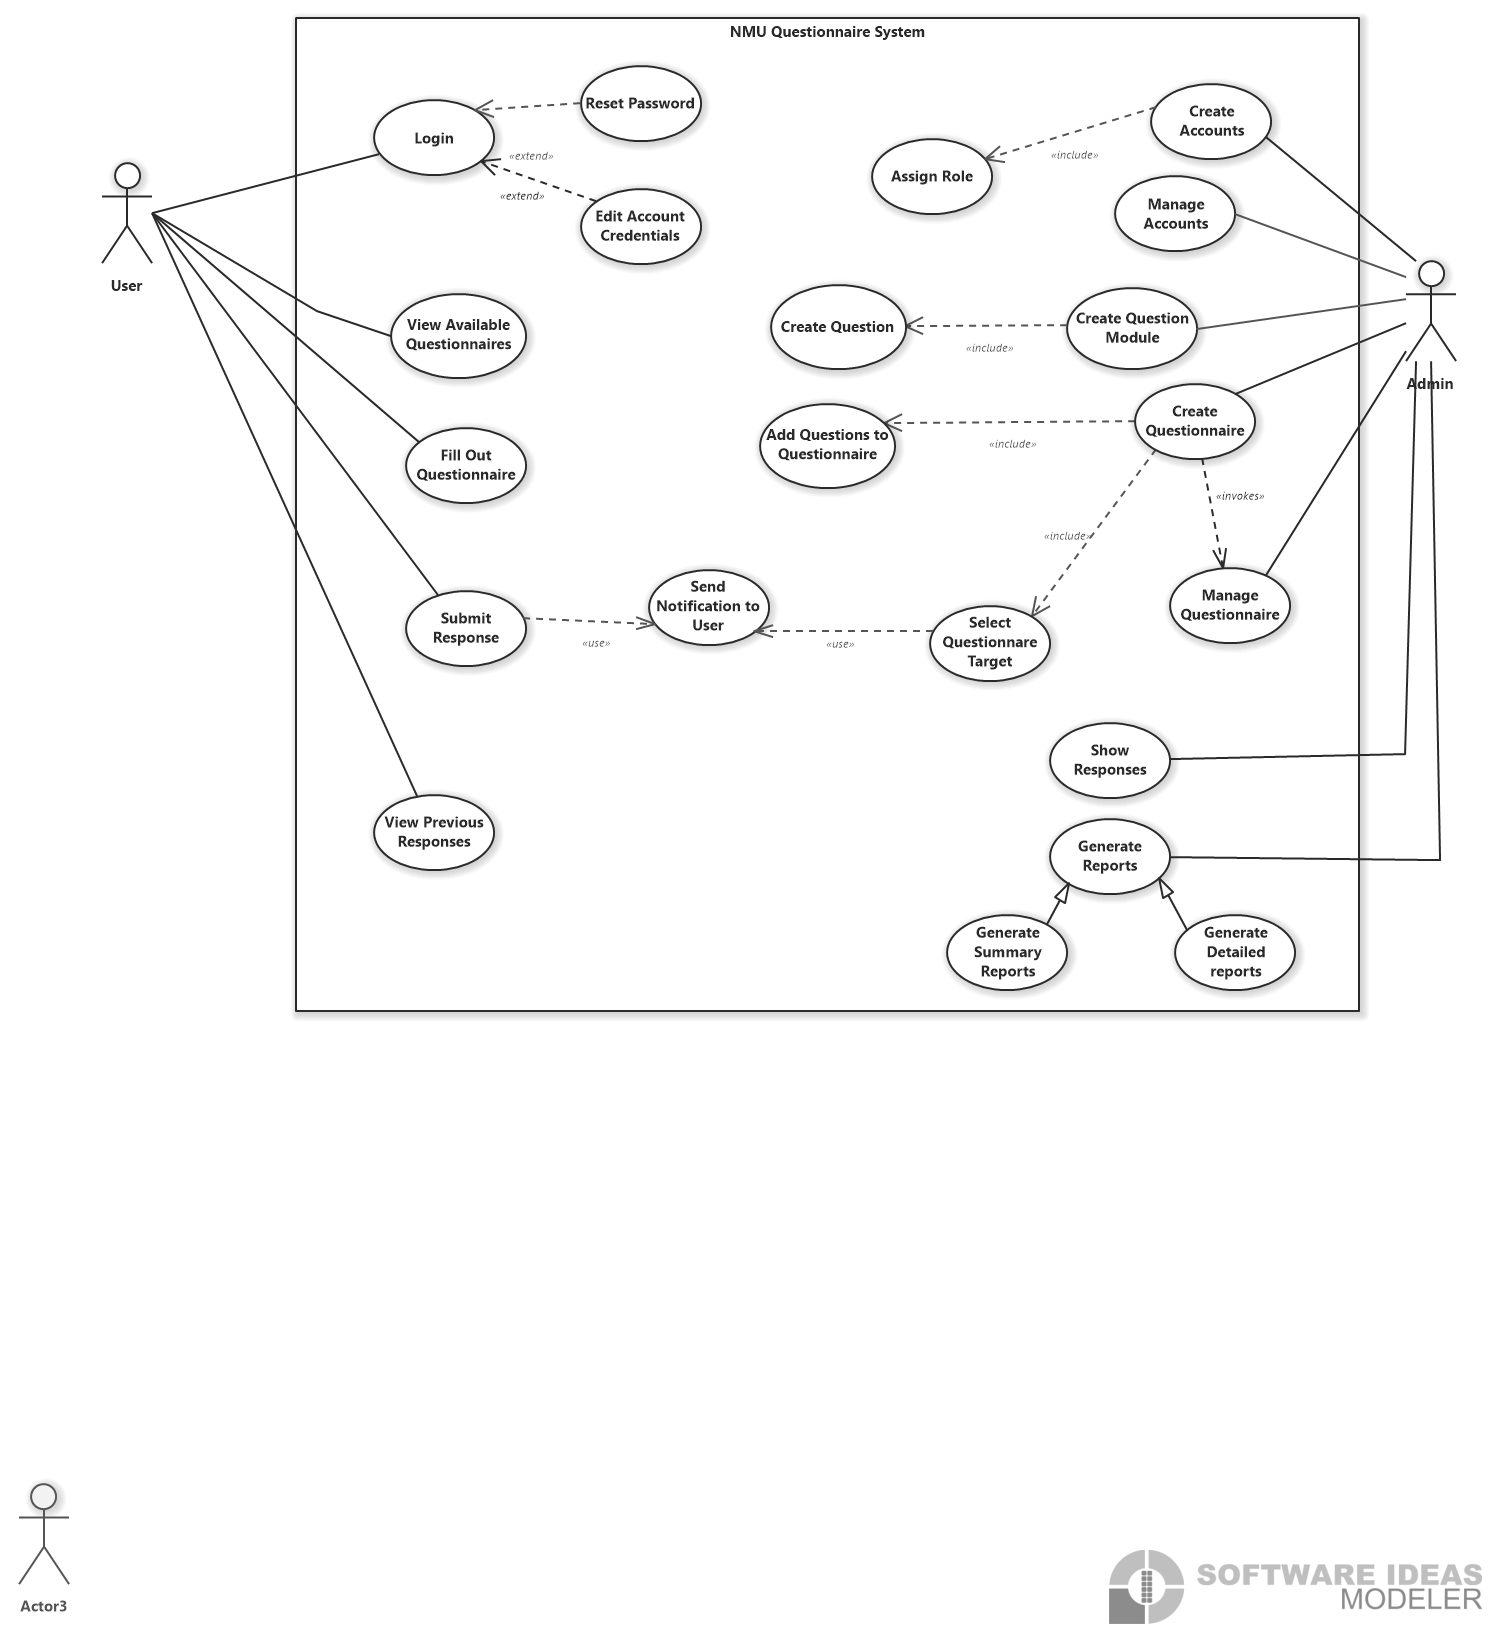 NMU Questionnaire System
Reset Password
Login
«extend»
«extend»
Edit Account
Credentials
User
Create
Accounts
«include»
Assign Role
Manage
Accounts
View Available
Questionnaires
Create Question
«include»
Create Question
Module
Admin
Create
Questionnaire
Add Questions to
Questionnaire
«include»
Fill Out
Questionnaire
«invokes»
«include»
Send
Notification to
User
Manage
Questionnaire
Submit
Response
«use»
«use»
Select
Questionnare
Target
Show
Responses
View Previous
Responses
Generate
Reports
Generate
Summary
Reports
Generate
Detailed
reports
Actor3
SOFTWARE IDEAS
MODELER